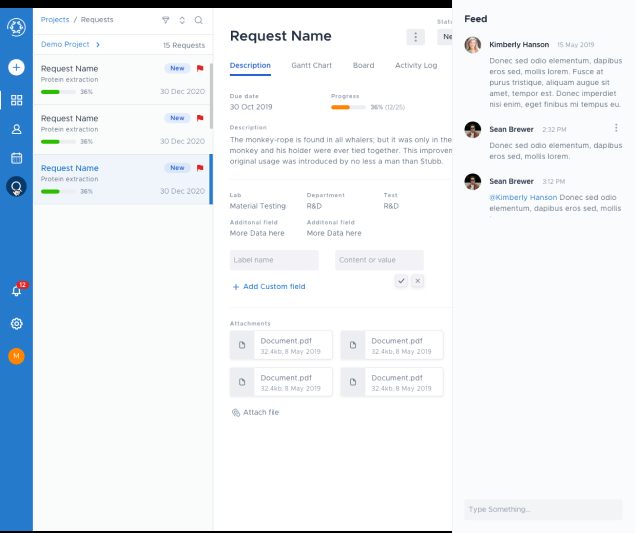 Projects / Requests
Demo Project >
15 Requests
Request Name
New
Protein extraction
36%
30 Dec 2020
Request Name
New
Protein extraction
36%
30 Dec 2020
Request Name
New
Protein extraction
36%
30 Dec 2020
12
M
Request Name
Description
Gantt Chart
Board
Activity Log
Due date
30 Oct 2019
Progress
36% (12/25)
Description
The monkey-rope is found in all whalers; but it was only in the
monkey and his holder were ever tied together. This improvem
original usage was introduced by no less a man than Stubb.
Lab
Material Testing
Department
R&D
Test
R&D
Additonal field
More Data here
Additonal field
More Data here
Label name
Content or value
+ Add Custom field
Attachments
Document.pdf
32.4kb, 8 May 2019
Document.pdf
32.4kb, 8 May 2019
Document.pdf
32.4kb, 8 May 2019
Document.pdf
32.4kb, 8 May 2019
Attach file
Feed
Kimberly Hanson 15 May 2019
Donec sed odio elementum, dapibus
eros sed, mollis lorem. Fusce at
purus tristique, aliquam augue sit
amet, tempor est. Donec imperdiet
nisi enim, eget finibus mi tempus eu.
Sean Brewer 2:32 PM
Donec sed odio elementum, dapibus
eros sed, mollis lorem.
Sean Brewer 3:12 PM
@Kimberly Hanson Donec sed odio
elementum, dapibus eros sed, mollis
Type Something...